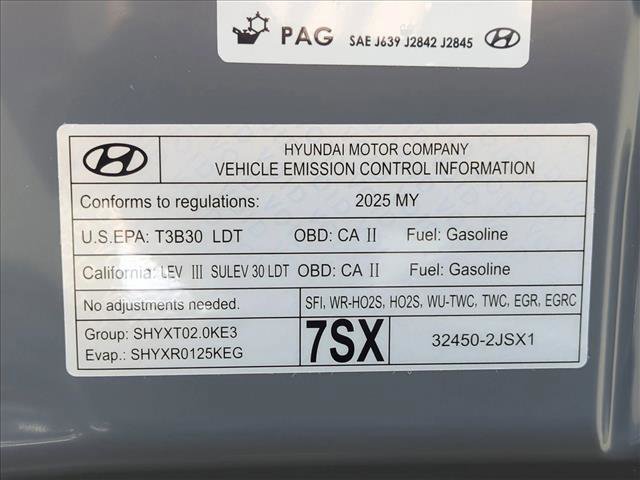 PAG SAE J639 J2842 J2845
HYUNDAI MOTOR COMPANY
VEHICLE EMISSION CONTROL INFORMATION
Conforms to regulations: 2025 MY
U.S.EPA: T3B30 LDT OBD: CA II Fuel: Gasoline
California: LEV III SULEV 30 LDT OBD: CA II Fuel: Gasoline
No adjustments needed. SFI, WR-HO2S, HO2S, WU-TWC, TWC, EGR, EGRC
Group: SHYXT02.0KE3
Evap.: SHYXR0125KEG
7SX 32450-2JSX1